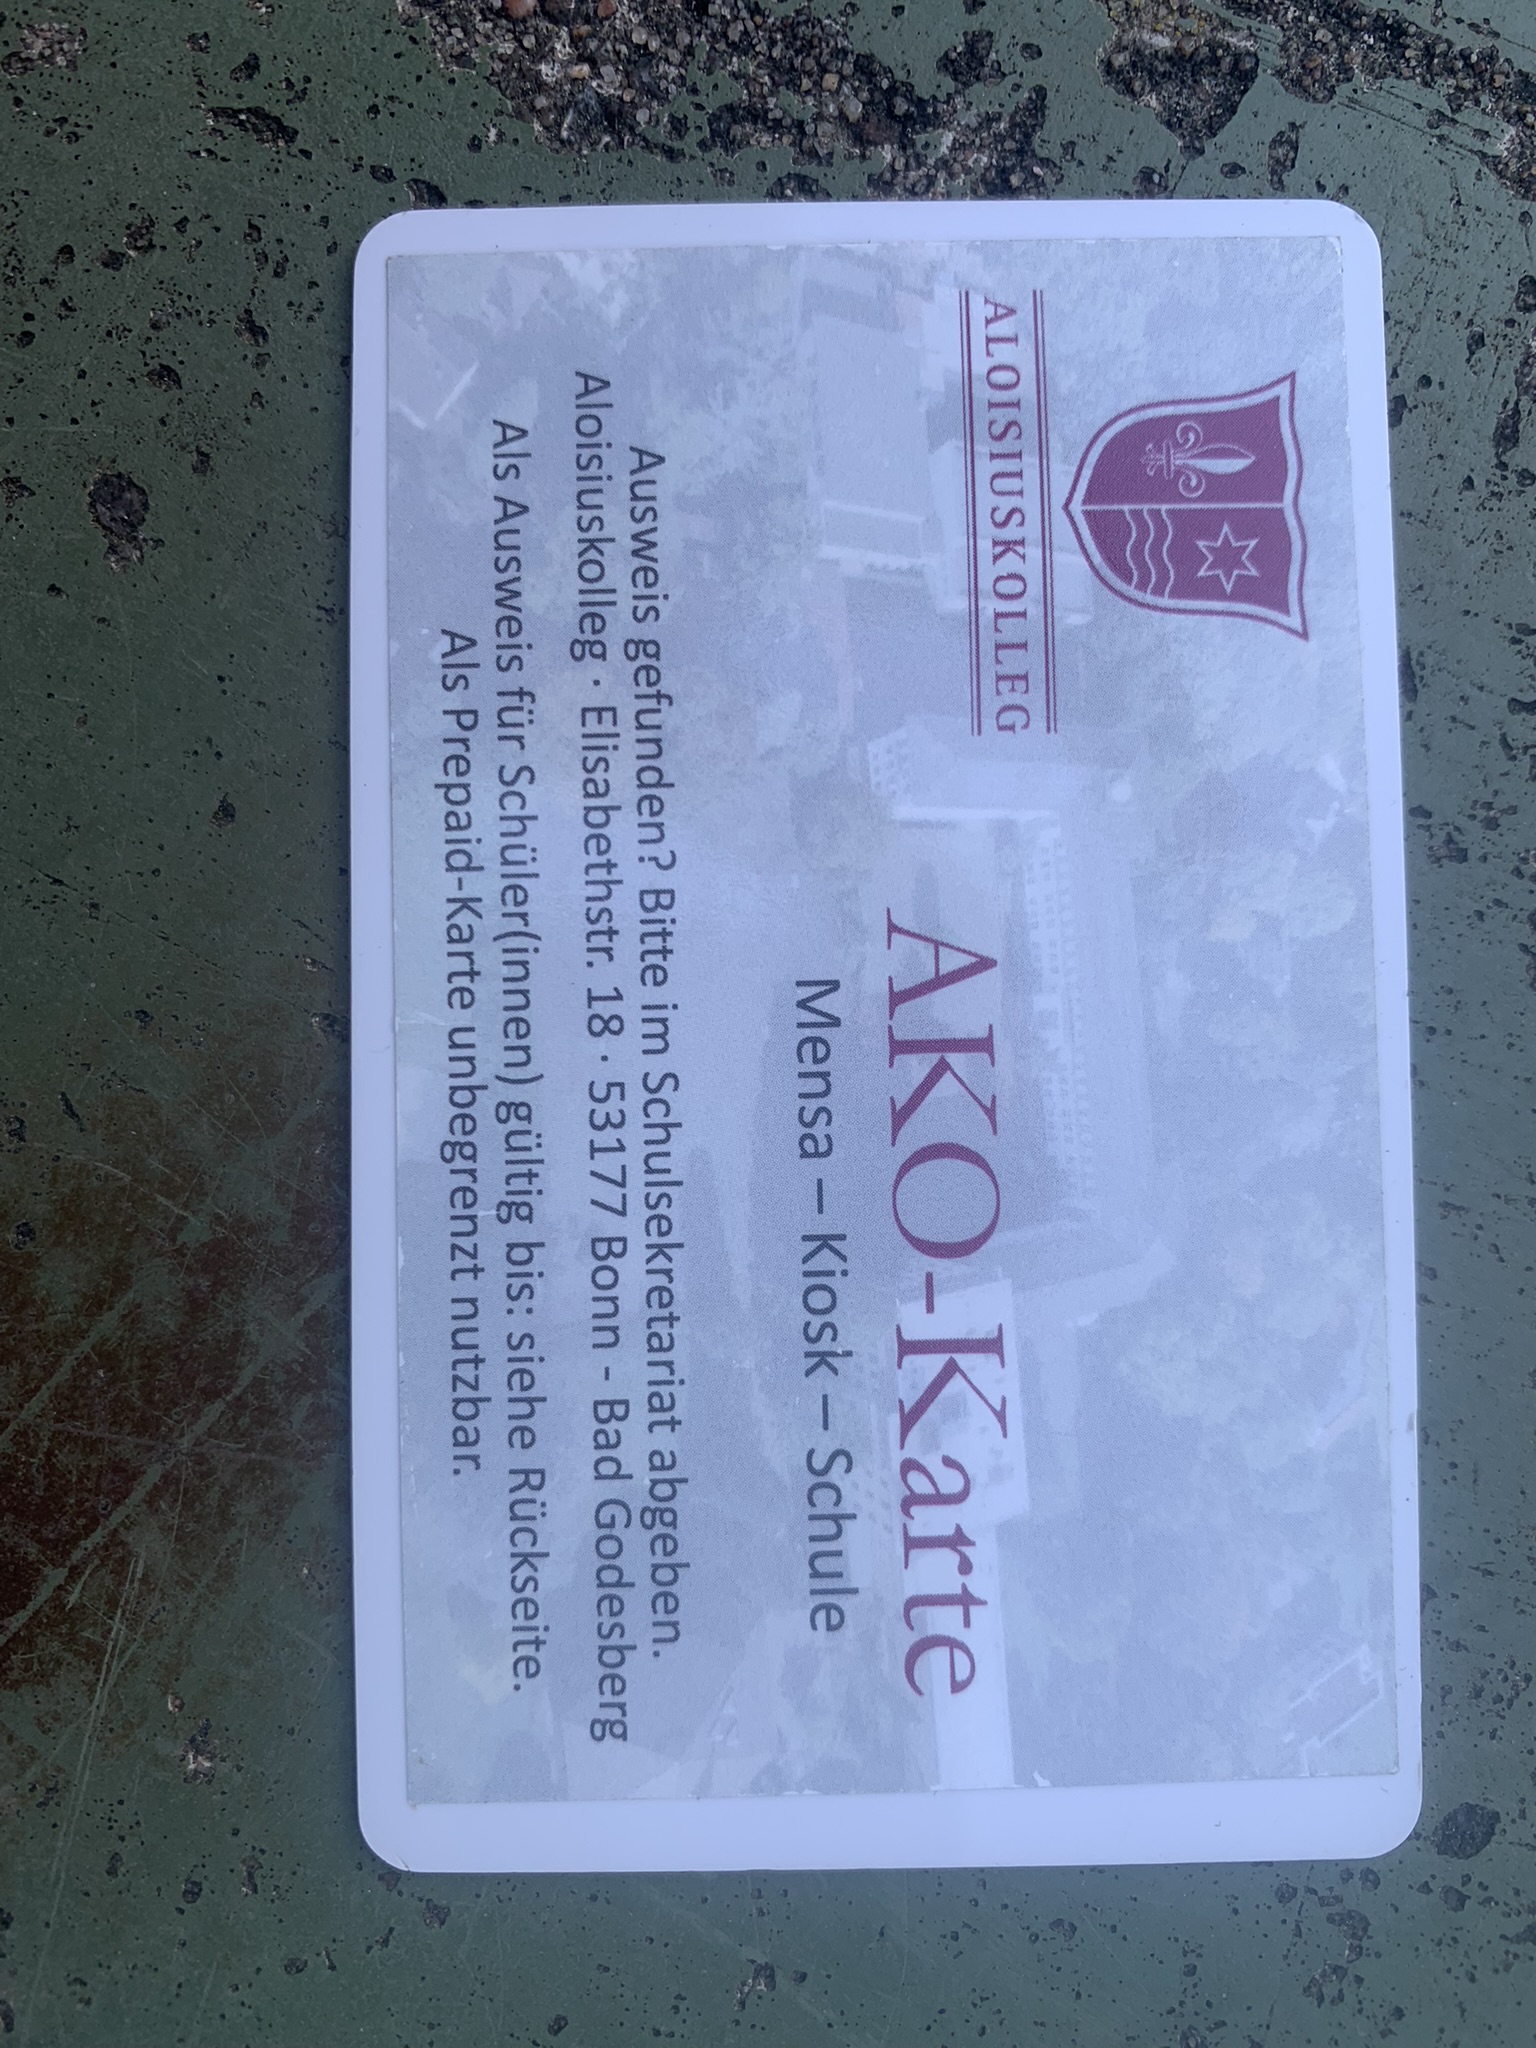 ALOISIUSKOLLEG
AKO-Karte
Mensa – Kiosk – Schule
Ausweis gefunden? Bitte im Schulsekretariat abgeben.
Aloisiuskolleg · Elisabethstr. 18 · 53177 Bonn - Bad Godesberg
Als Ausweis für Schüler(innen) gültig bis: siehe Rückseite.
Als Prepaid-Karte unbegrenzt nutzbar.